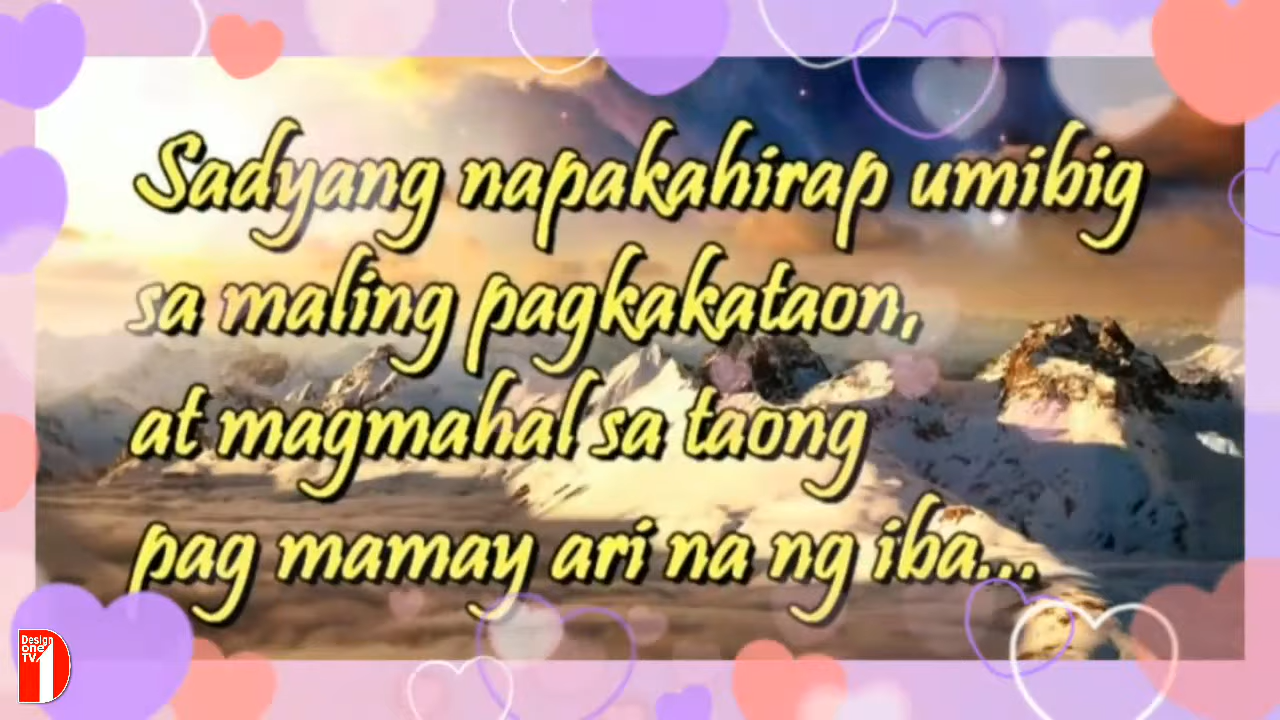 Sadyang napakahirap umibig
sa maling pagkakataon,
at magmahal sa taong
pag mamay ari na ng iba...
Design
one
TV
1